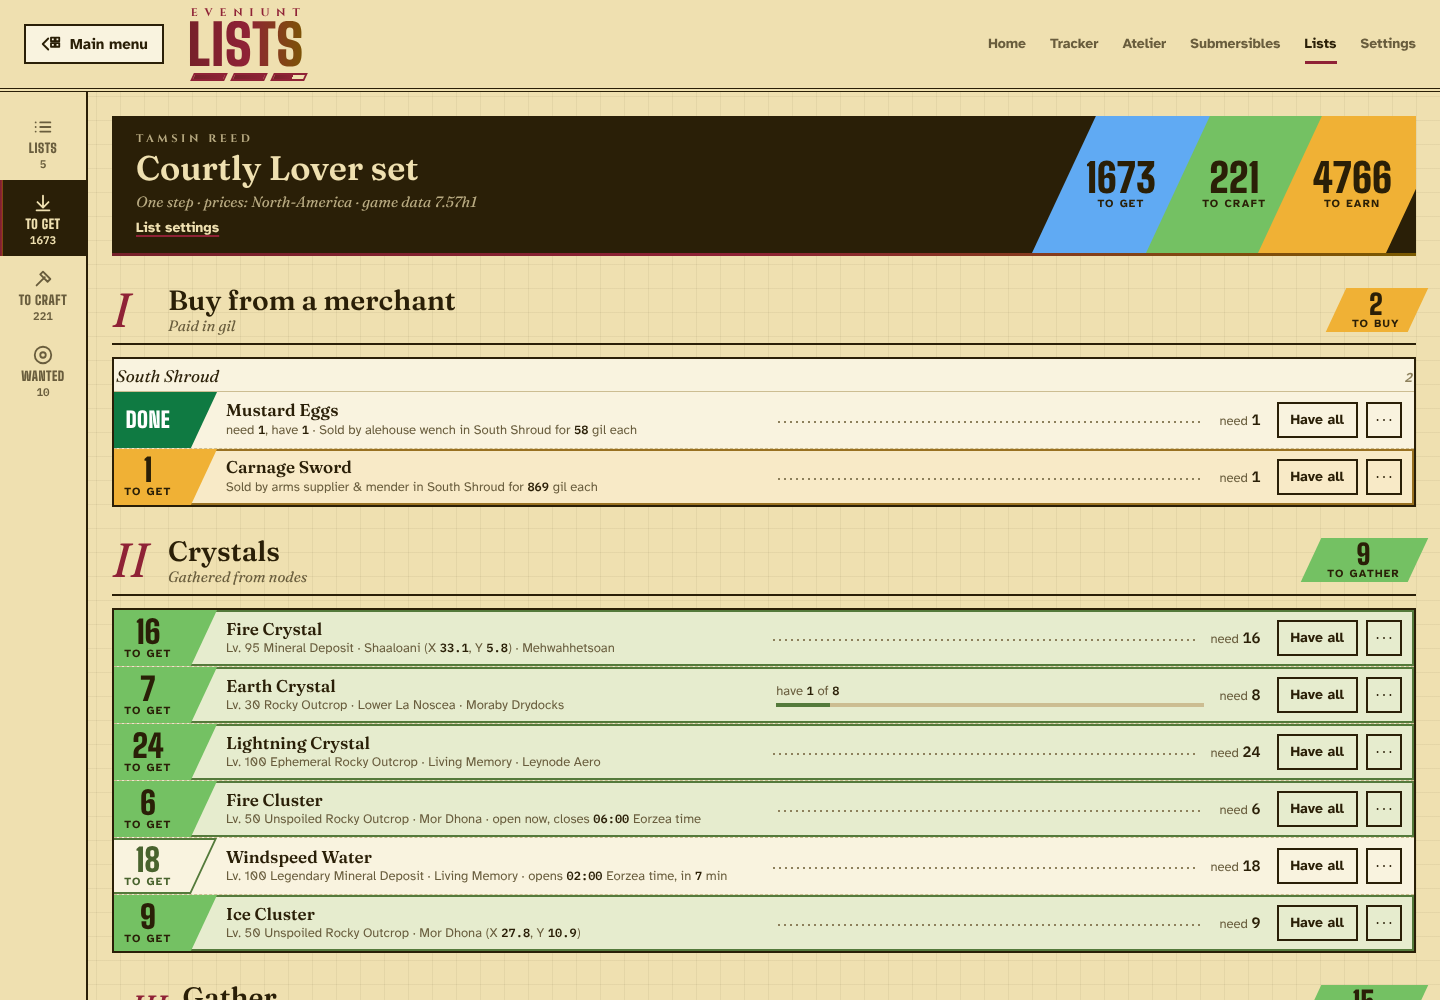 Main menu
EVENIUNT
LISTS
Home
Tracker
Atelier
Submersibles
Lists
Settings
LISTS
5
TO GET
1673
TO CRAFT
221
WANTED
10
TAMSIN REED
Courtly Lover set
One step · prices: North-America · game data 7.57h1
List settings
1673
TO GET
221
TO CRAFT
4766
TO EARN
I
Buy from a merchant
Paid in gil
2
TO BUY
South Shroud
2
DONE
Mustard Eggs
need 1, have 1 · Sold by alehouse wench in South Shroud for 58 gil each
need 1
Have all
···
1
TO GET
Carnage Sword
Sold by arms supplier & mender in South Shroud for 869 gil each
need 1
Have all
···
II
Crystals
Gathered from nodes
9
TO GATHER
16
TO GET
Fire Crystal
Lv. 95 Mineral Deposit · Shaaloani (X 33.1, Y 5.8) · Mehwahhetsoan
need 16
Have all
···
7
TO GET
Earth Crystal
Lv. 30 Rocky Outcrop · Lower La Noscea · Moraby Drydocks
have 1 of 8
need 8
Have all
···
24
TO GET
Lightning Crystal
Lv. 100 Ephemeral Rocky Outcrop · Living Memory · Leynode Aero
need 24
Have all
···
6
TO GET
Fire Cluster
Lv. 50 Unspoiled Rocky Outcrop · Mor Dhona · open now, closes 06:00 Eorzea time
need 6
Have all
···
18
TO GET
Windspeed Water
Lv. 100 Legendary Mineral Deposit · Living Memory · opens 02:00 Eorzea time, in 7 min
need 18
Have all
···
9
TO GET
Ice Cluster
Lv. 50 Unspoiled Rocky Outcrop · Mor Dhona (X 27.8, Y 10.9)
need 9
Have all
···
III
Gather
15